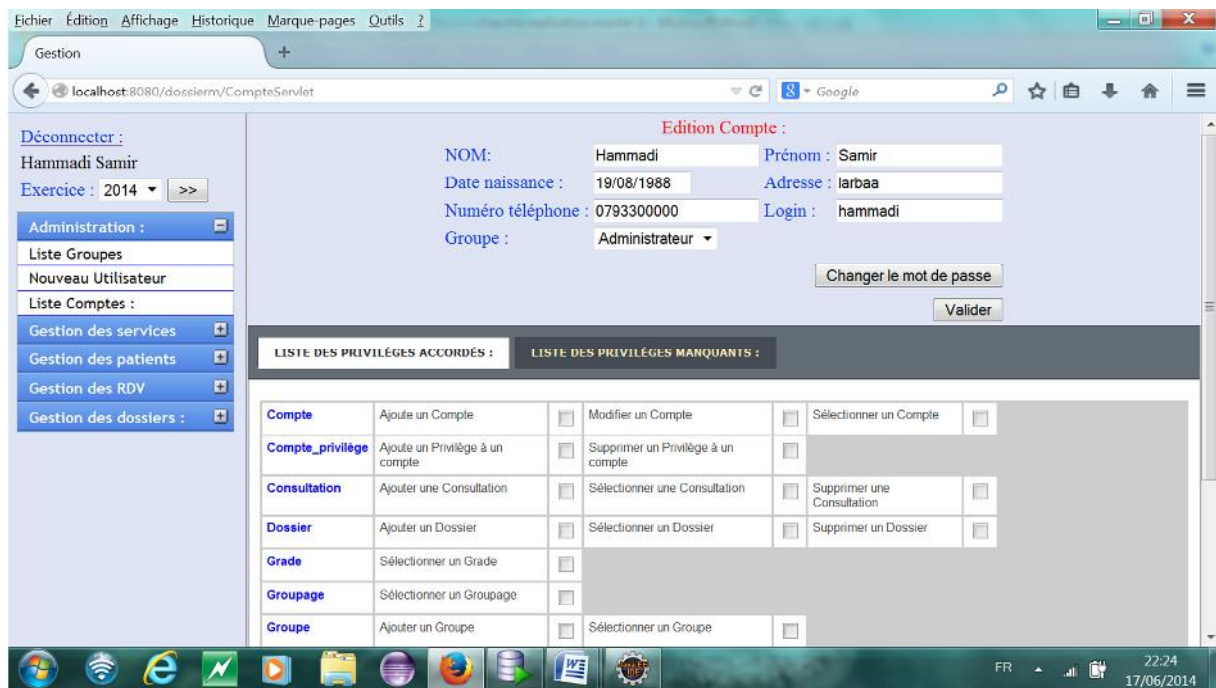 Fichier Édition Affichage Historique Marque-pages Outils ?
Gestion
+
localhost:8080/dossierm/CompteServlet
8 Google
Déconnecter :
Hammadi Samir
Exercice : 2014 >>
Administration :
Liste Groupes
Nouveau Utilisateur
Liste Comptes :
Gestion des services
Gestion des patients
Gestion des RDV
Gestion des dossiers :
Edition Compte :
NOM: Hammadi Prénom : Samir
Date naissance : 19/08/1988 Adresse : larbaa
Numéro téléphone : 0793300000 Login : hammadi
Groupe : Administrateur
Changer le mot de passe
Valider
LISTE DES PRIVILÉGES ACCORDÉS : LISTE DES PRIVILÉGES MANQUANTS :
Compte Ajoute un Compte Modifier un Compte Sélectionner un Compte
Compte_privilège Ajoute un Privilège à un compte Supprimer un Privilège à un compte
Consultation Ajouter une Consultation Sélectionner une Consultation Supprimer une Consultation
Dossier Ajouter un Dossier Sélectionner un Dossier Supprimer un Dossier
Grade Sélectionner un Grade
Groupage Sélectionner un Groupage
Groupe Ajouter un Groupe Sélectionner un Groupe
FR
22:24
17/06/2014